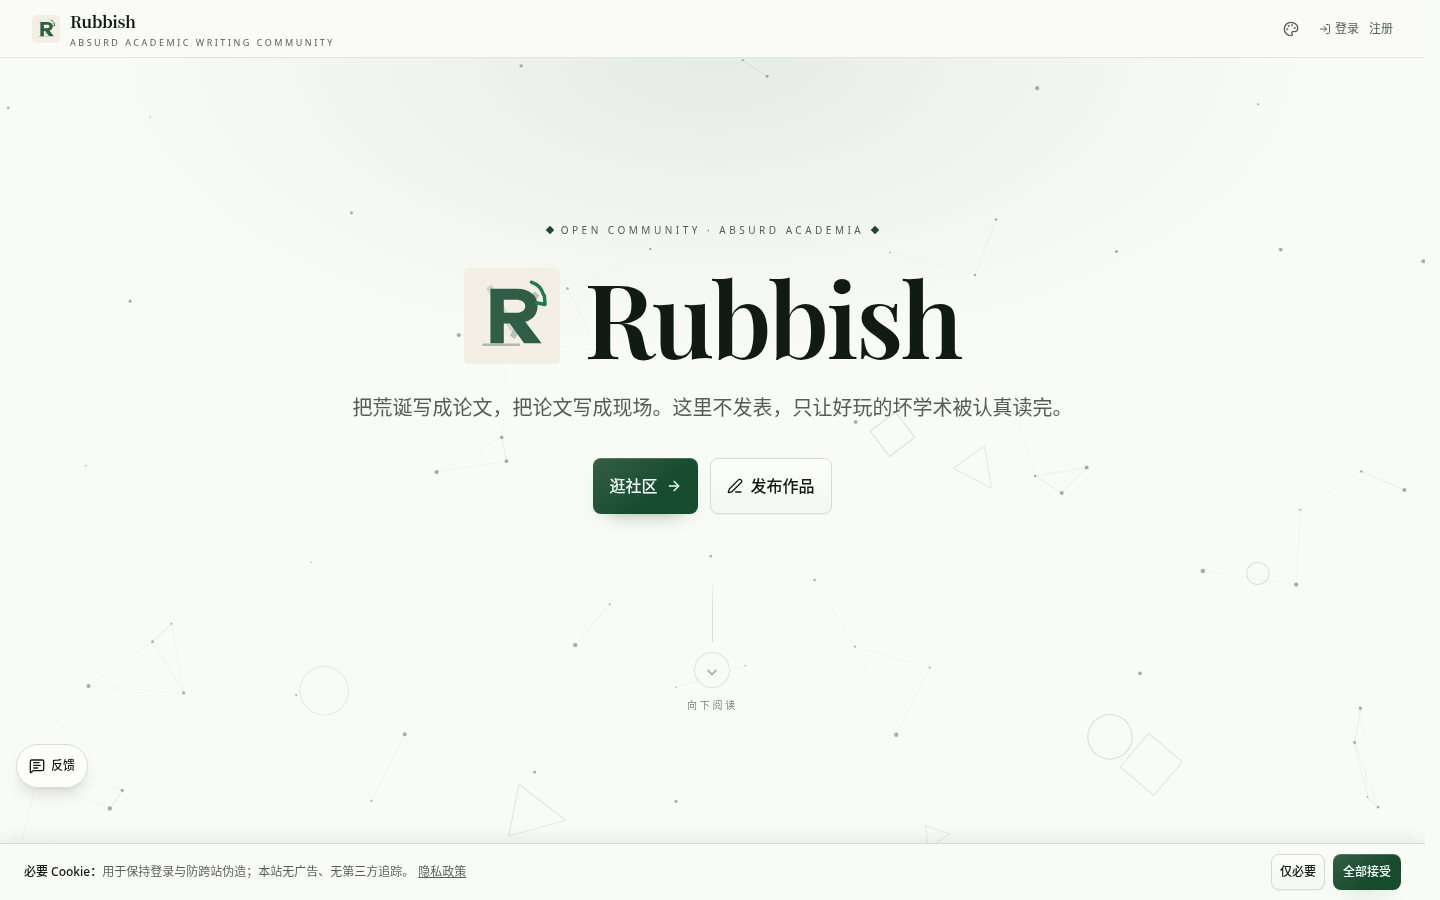 Rubbish
ABSURD ACADEMIC WRITING COMMUNITY
登录 注册
OPEN COMMUNITY · ABSURD ACADEMIA
R Rubbish
把荒诞写成论文，把论文写成现场。这里不发表，只让好玩的坏学术被认真读完。
逛社区 → 发布作品
向下阅读
反馈
必要 Cookie：用于保持登录与防跨站伪造；本站无广告、无第三方追踪。 隐私政策
仅必要 全部接受